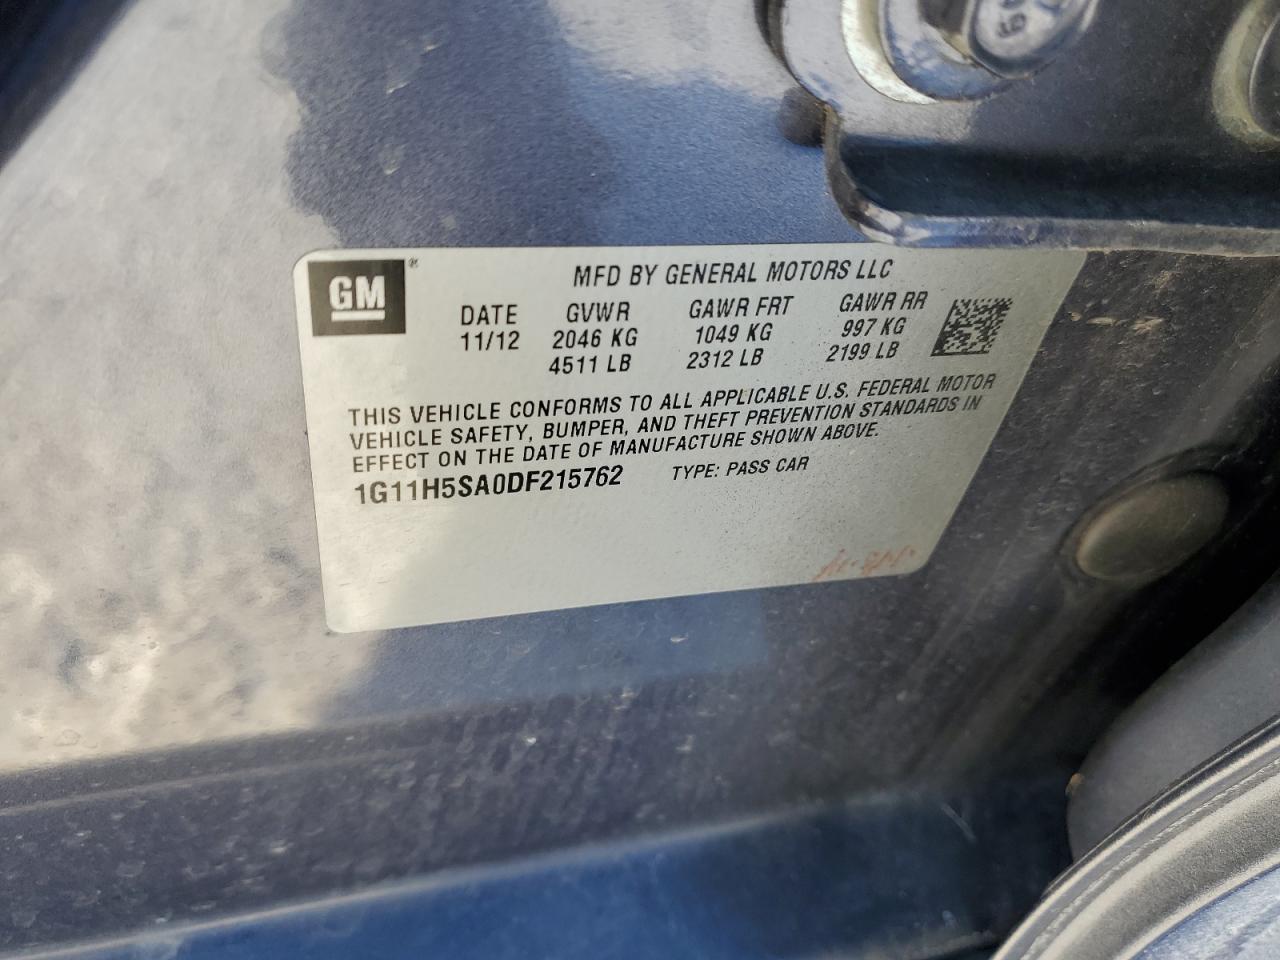 GM ®
MFD BY GENERAL MOTORS LLC
DATE GVWR GAWR FRT GAWR RR
11/12 2046 KG 1049 KG 997 KG
4511 LB 2312 LB 2199 LB
THIS VEHICLE CONFORMS TO ALL APPLICABLE U.S. FEDERAL MOTOR
VEHICLE SAFETY, BUMPER, AND THEFT PREVENTION STANDARDS IN
EFFECT ON THE DATE OF MANUFACTURE SHOWN ABOVE.
1G11H5SA0DF215762 TYPE: PASS CAR